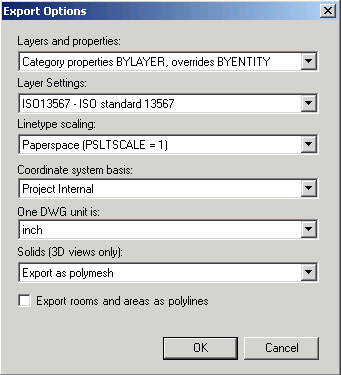 Export Options
Layers and properties:
Category properties BYLAYER, overrides BYENTITY
Layer Settings:
ISO13567 - ISO standard 13567
Linetype scaling:
Paperspace (PSLTSCALE = 1)
Coordinate system basis:
Project Internal
One DWG unit is:
inch
Solids (3D views only):
Export as polymesh
Export rooms and areas as polylines
OK
Cancel